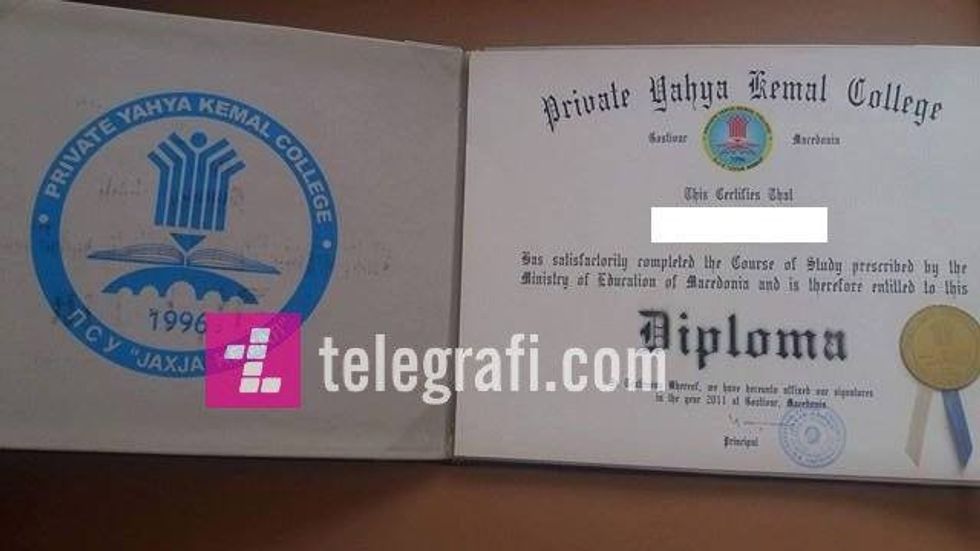 PRIVATE YAHYA KEMAL COLLEGE
1996
ПСУ "JAXJA
telegrafi.com
Private Yahya Kemal College
Gostivar Macedonia
This Certifies That
Has satisfactorily completed the Course of Study prescribed by the
Ministry of Education of Macedonia and is therefore entitled to this
Diploma
Whereof, we have hereunto affixed our signatures
in the year 2011 at Gostivar, Macedonia
Principal